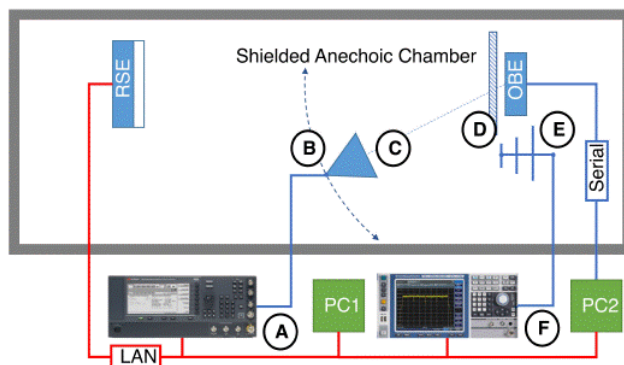 Shielded Anechoic Chamber
RSE
OBE
B
C
D
E
Serial
A
PC1
F
PC2
LAN